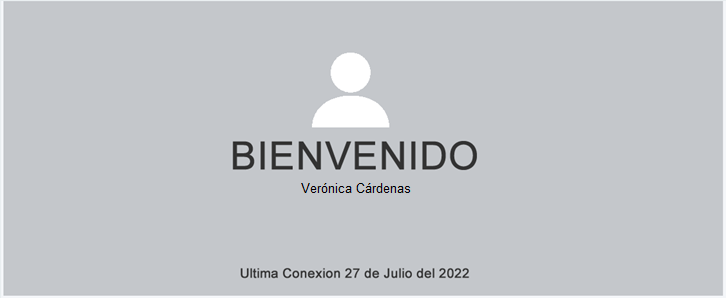 BIENVENIDO
Verónica Cárdenas
Ultima Conexion 27 de Julio del 2022